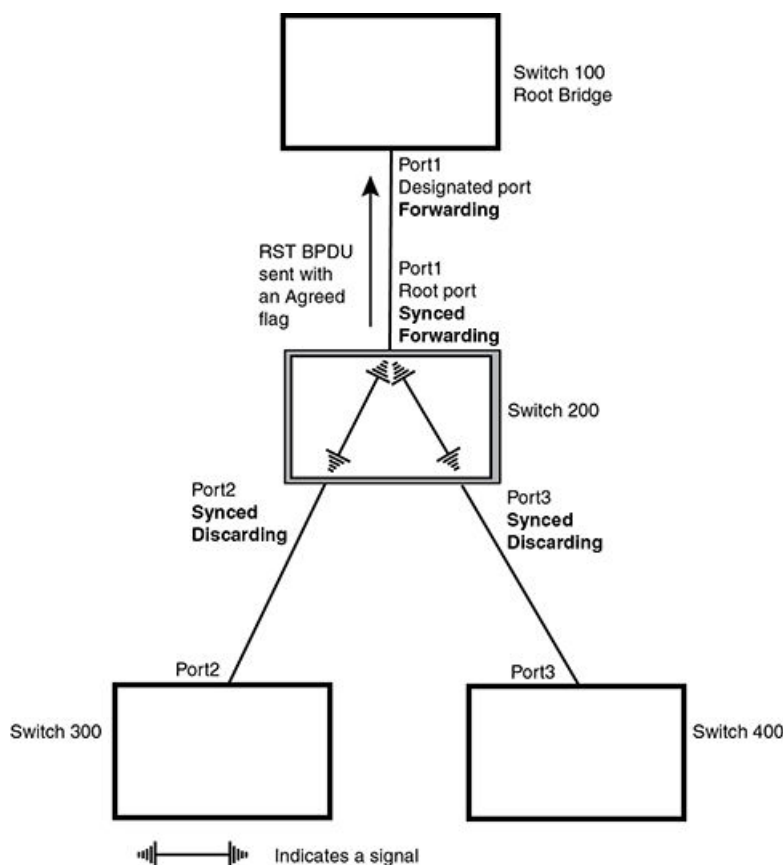 Switch 100
Root Bridge
Port1
Designated port
Forwarding
RST BPDU
sent with
an Agreed
flag
Port1
Root port
Synced
Forwarding
Switch 200
Port2
Synced
Discarding
Port3
Synced
Discarding
Port2
Port3
Switch 300
Switch 400
Indicates a signal